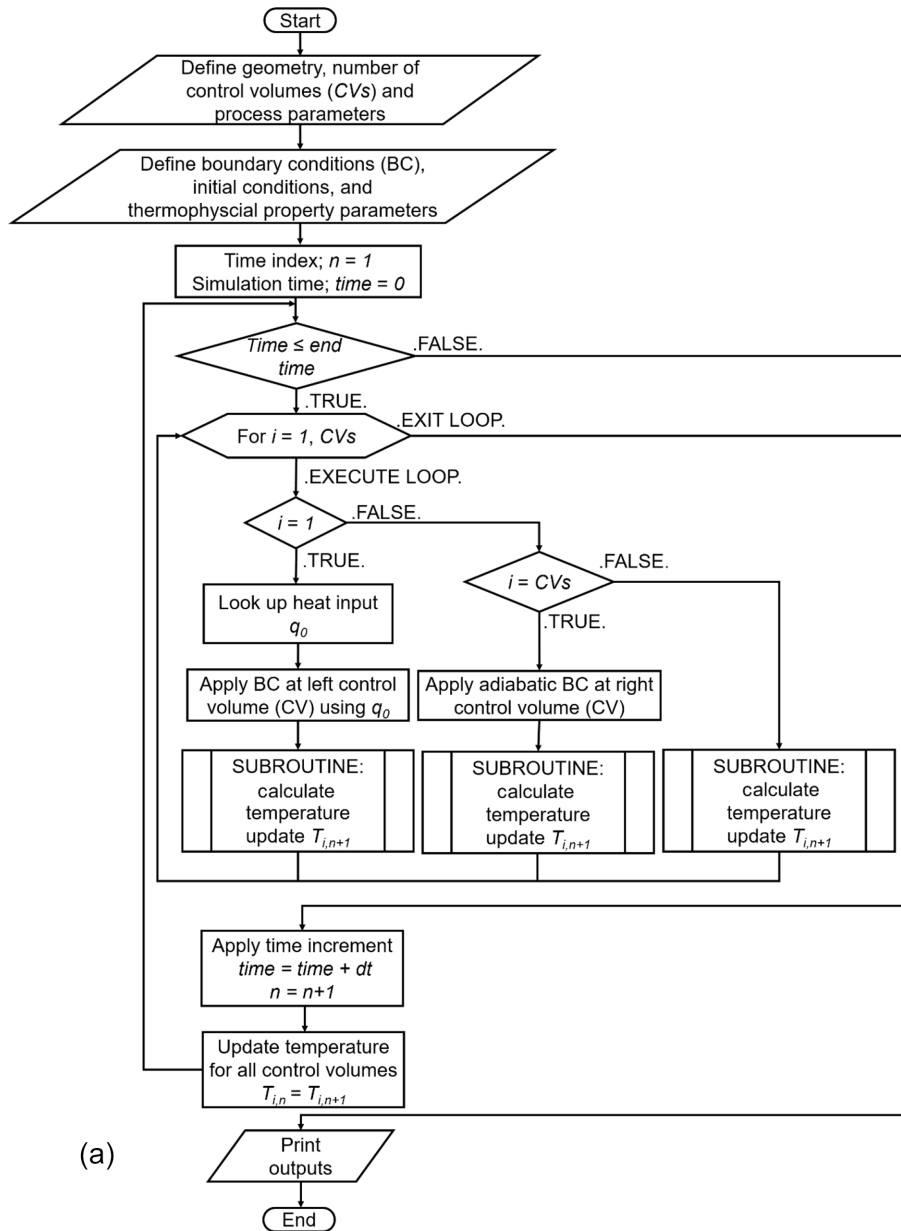 Start
Define geometry, number of
control volumes (CVs) and
process parameters
Define boundary conditions (BC),
initial conditions, and
thermophyscial property parameters
Time index; n = 1
Simulation time; time = 0
Time ≤ end
time
.FALSE.
.TRUE.
For i = 1, CVs
.EXIT LOOP.
.EXECUTE LOOP.
i = 1
.FALSE.
.TRUE.
i = CVs
.FALSE.
.TRUE.
Look up heat input
q0
Apply BC at left control
volume (CV) using q0
Apply adiabatic BC at right
control volume (CV)
SUBROUTINE:
calculate
temperature
update Ti,n+1
SUBROUTINE:
calculate
temperature
update Ti,n+1
SUBROUTINE:
calculate
temperature
update Ti,n+1
Apply time increment
time = time + dt
n = n+1
Update temperature
for all control volumes
Ti,n = Ti,n+1
(a)
Print
outputs
End